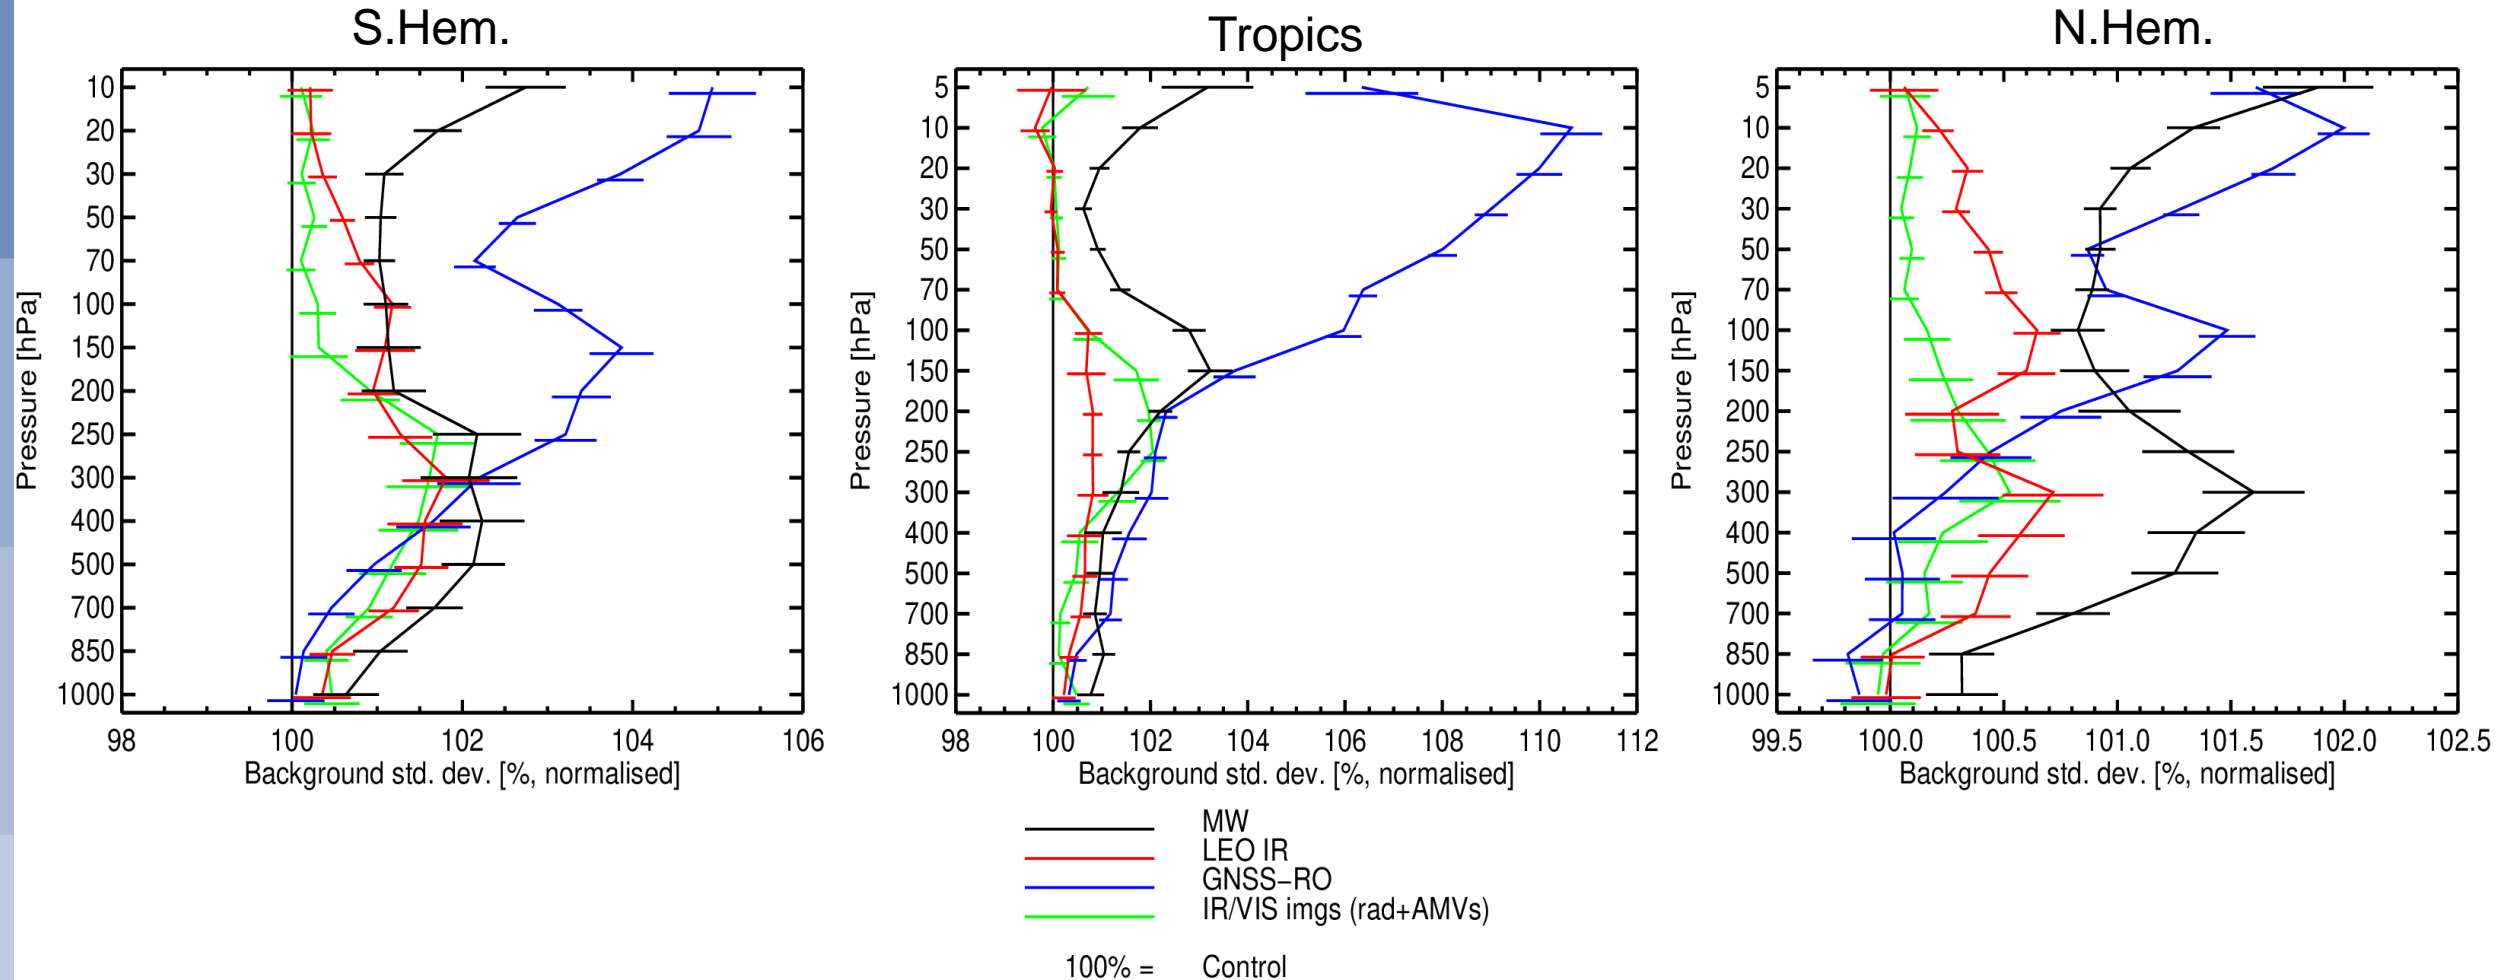 S.Hem.
Tropics
N.Hem.
Pressure [hPa]
10
20
30
50
70
100
150
200
250
300
400
500
700
850
1000
98 100 102 104 106
Background std. dev. [%, normalised]
Pressure [hPa]
5
10
20
30
50
70
100
150
200
250
300
400
500
700
850
1000
98 100 102 104 106 108 110 112
Background std. dev. [%, normalised]
Pressure [hPa]
5
10
20
30
50
70
100
150
200
250
300
400
500
700
850
1000
99.5 100.0 100.5 101.0 101.5 102.0 102.5
Background std. dev. [%, normalised]
MW
LEO IR
GNSS−RO
IR/VIS imgs (rad+AMVs)
100% = Control